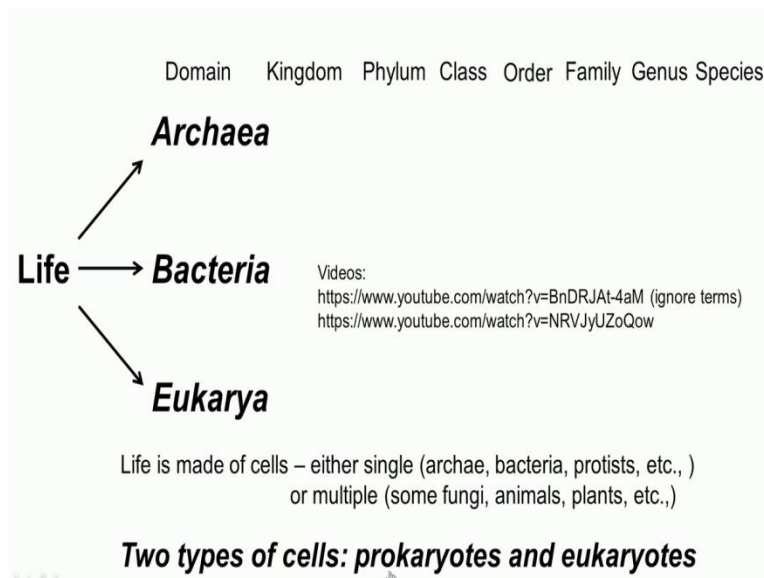 Domain Kingdom Phylum Class Order Family Genus Species
Archaea
Life Bacteria
Videos:
https://www.youtube.com/watch?v=BnDRJAt-4aM (ignore terms)
https://www.youtube.com/watch?v=NRVJyUZoQow
Eukarya
Life is made of cells – either single (archae, bacteria, protists, etc., )
or multiple (some fungi, animals, plants, etc.,)
Two types of cells: prokaryotes and eukaryotes